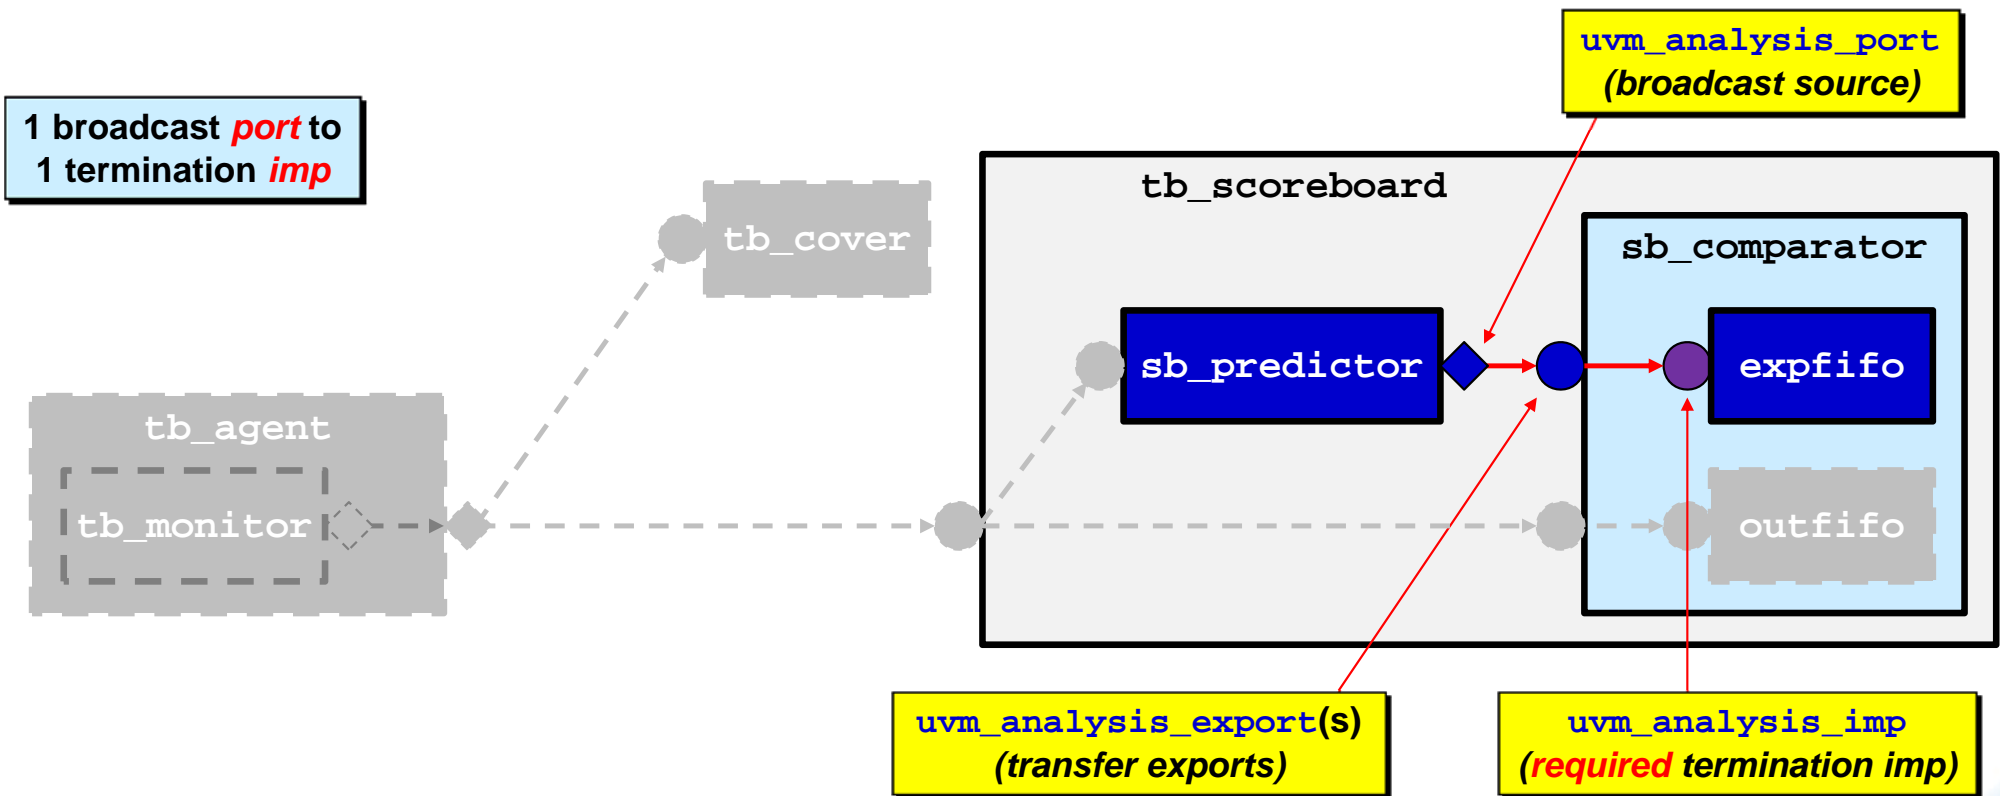 uvm_analysis_port
(broadcast source)
1 broadcast port to
1 termination imp
tb_scoreboard
tb_cover
sb_comparator
sb_predictor
expfifo
tb_agent
tb_monitor
outfifo
uvm_analysis_export(s)
(transfer exports)
uvm_analysis_imp
(required termination imp)